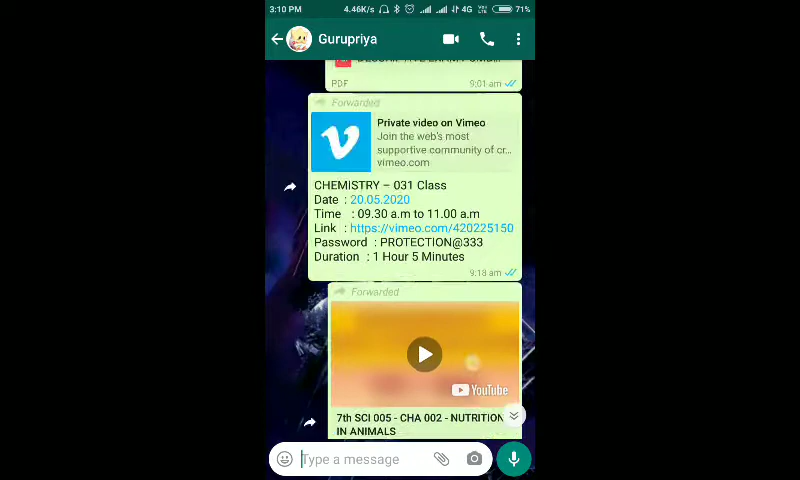 3:10 PM 4.46K/s 4G 71%
Gurupriya
PDF 9:01 am
Forwarded
Private video on Vimeo
Join the web's most
supportive community of cr...
vimeo.com
CHEMISTRY – 031 Class
Date : 20.05.2020
Time : 09.30 a.m to 11.00 a.m
Link : https://vimeo.com/420225150
Password : PROTECTION@333
Duration : 1 Hour 5 Minutes
9:18 am
Forwarded
YouTube
7th SCI 005 - CHA 002 - NUTRITION
IN ANIMALS
Type a message